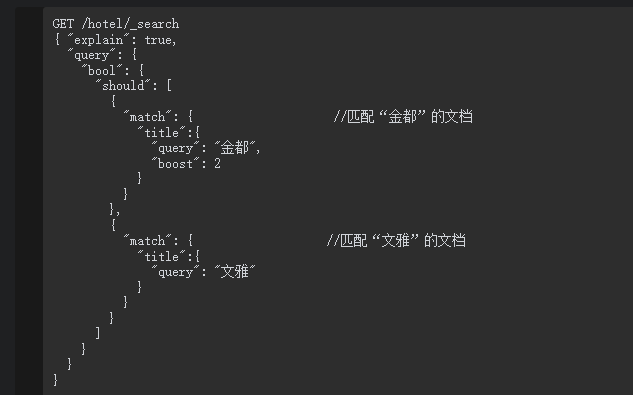 GET /hotel/_search
{ "explain": true,
"query": {
"bool": {
"should": [
{
"match": { //匹配“金都”的文档
"title":{
"query": "金都",
"boost": 2
}
}
},
{
"match": { //匹配“文雅”的文档
"title":{
"query": "文雅"
}
}
}
]
}
}
}